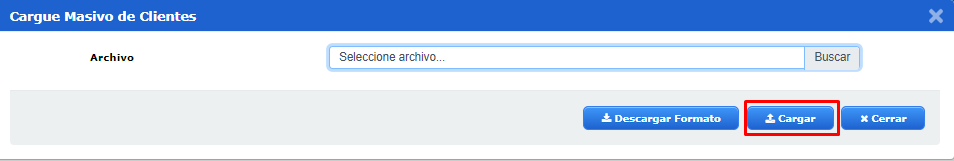 Cargue Masivo de Clientes
Archivo
Seleccione archivo... Buscar
Descargar Formato Cargar Cerrar